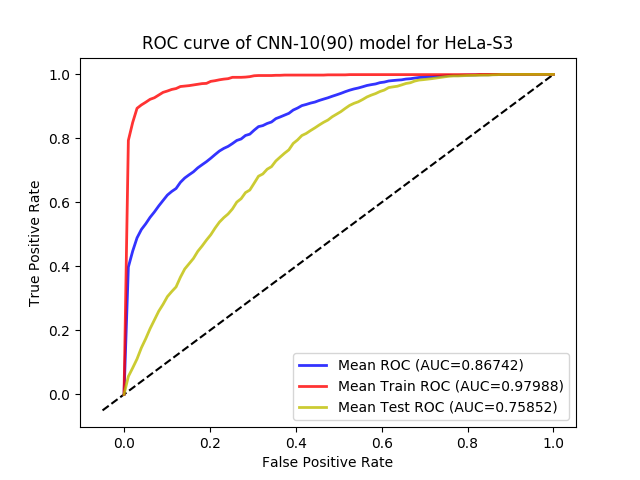 ROC curve of CNN-10(90) model for HeLa-S3
1.0
0.8
0.6
0.4
0.2
0.0
True Positive Rate
Mean ROC (AUC=0.86742)
Mean Train ROC (AUC=0.97988)
Mean Test ROC (AUC=0.75852)
0.0 0.2 0.4 0.6 0.8 1.0
False Positive Rate